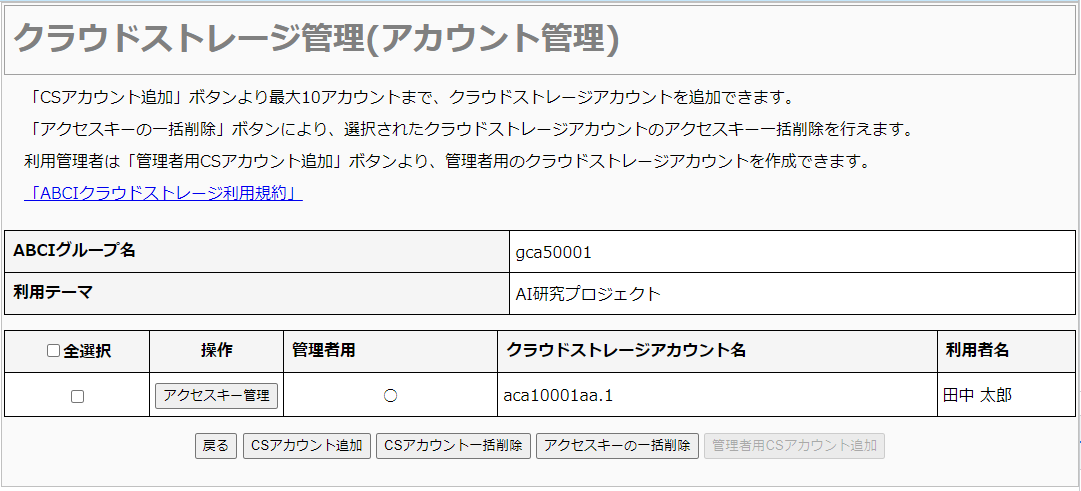 クラウドストレージ管理(アカウント管理)
「CSアカウント追加」ボタンより最大10アカウントまで、クラウドストレージアカウントを追加できます。
「アクセスキーの一括削除」ボタンにより、選択されたクラウドストレージアカウントのアクセスキー一括削除を行えます。
利用管理者は「管理者用CSアカウント追加」ボタンより、管理者用のクラウドストレージアカウントを作成できます。
「ABCIクラウドストレージ利用規約」
ABCIグループ名 gca50001
利用テーマ AI研究プロジェクト
全選択 操作 管理者用 クラウドストレージアカウント名 利用者名
アクセスキー管理 〇 aca10001aa.1 田中 太郎
戻る CSアカウント追加 CSアカウント一括削除 アクセスキーの一括削除 管理者用CSアカウント追加